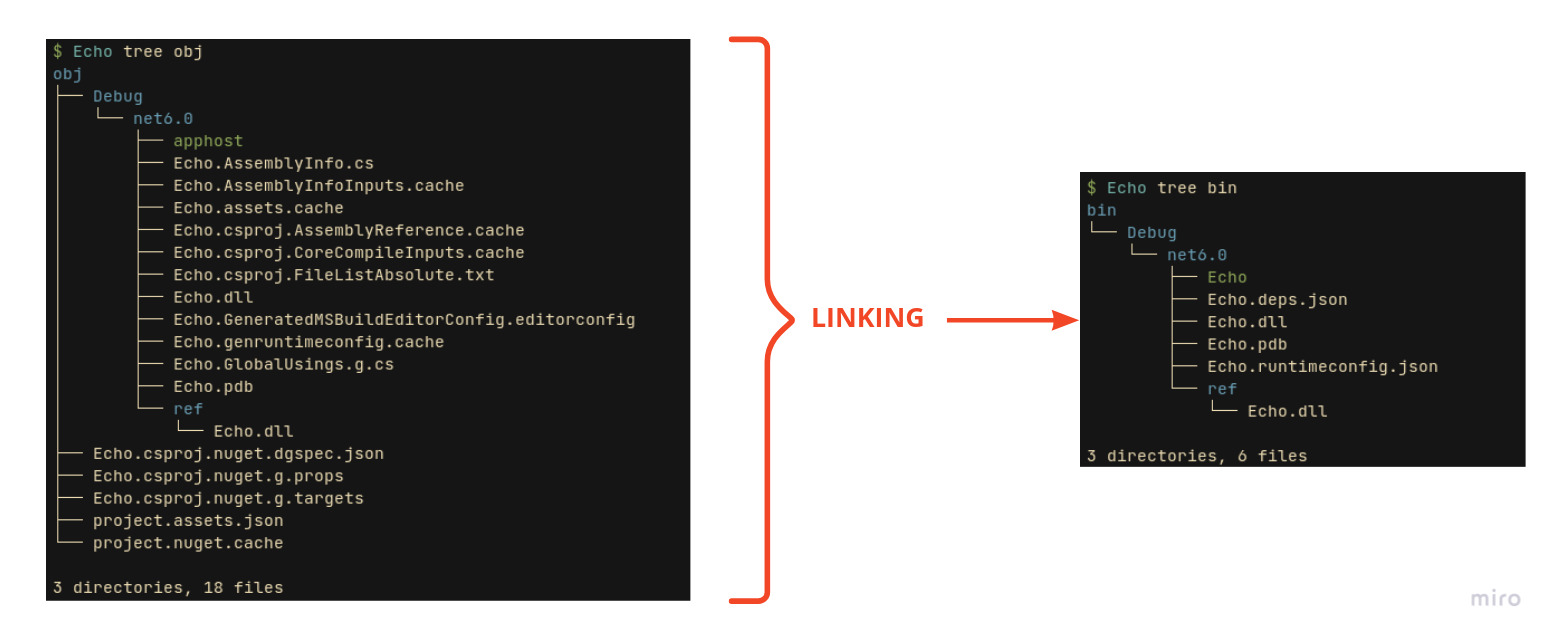 $ Echo tree obj
obj
├── Debug
│   └── net6.0
│       ├── apphost
│       ├── Echo.AssemblyInfo.cs
│       ├── Echo.AssemblyInfoInputs.cache
│       ├── Echo.assets.cache
│       ├── Echo.csproj.AssemblyReference.cache
│       ├── Echo.csproj.CoreCompileInputs.cache
│       ├── Echo.csproj.FileListAbsolute.txt
│       ├── Echo.dll
│       ├── Echo.GeneratedMSBuildEditorConfig.editorconfig
│       ├── Echo.genruntimeconfig.cache
│       ├── Echo.GlobalUsings.g.cs
│       ├── Echo.pdb
│       └── ref
│           └── Echo.dll
├── Echo.csproj.nuget.dgspec.json
├── Echo.csproj.nuget.g.props
├── Echo.csproj.nuget.g.targets
├── project.assets.json
└── project.nuget.cache
3 directories, 18 files
LINKING
$ Echo tree bin
bin
└── Debug
    └── net6.0
        ├── Echo
        ├── Echo.deps.json
        ├── Echo.dll
        ├── Echo.pdb
        ├── Echo.runtimeconfig.json
        └── ref
            └── Echo.dll
3 directories, 6 files
miro